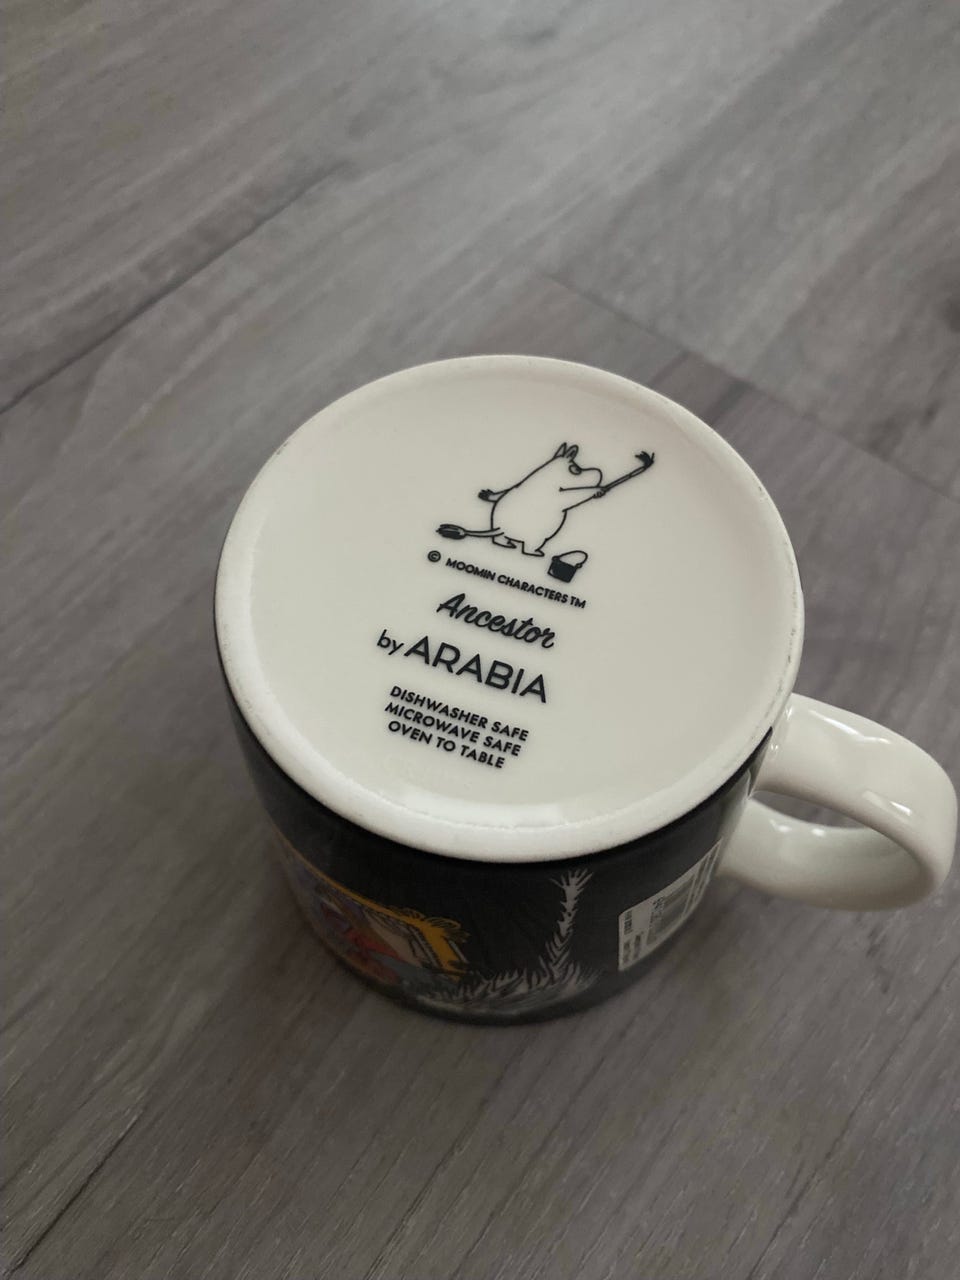 © MOOMIN CHARACTERS TM
Ancestor
by ARABIA
DISHWASHER SAFE
MICROWAVE SAFE
OVEN TO TABLE